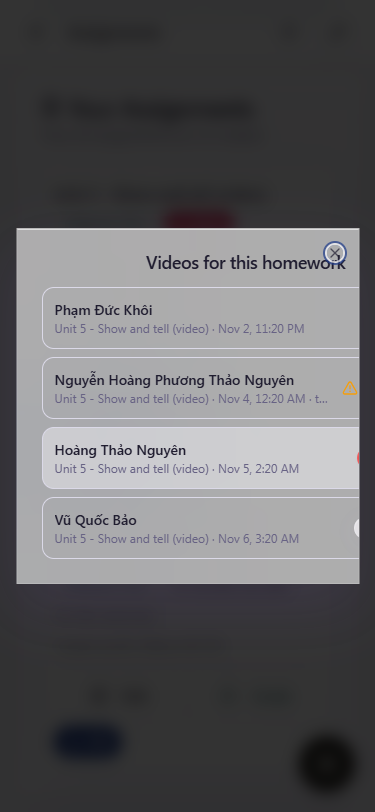 Videos for this homework
Phạm Đức Khôi
Unit 5 - Show and tell (video) · Nov 2, 11:20 PM
Nguyễn Hoàng Phương Thảo Nguyên
Unit 5 - Show and tell (video) · Nov 4, 12:20 AM · t...
Hoàng Thảo Nguyên
Unit 5 - Show and tell (video) · Nov 5, 2:20 AM
Vũ Quốc Bảo
Unit 5 - Show and tell (video) · Nov 6, 3:20 AM